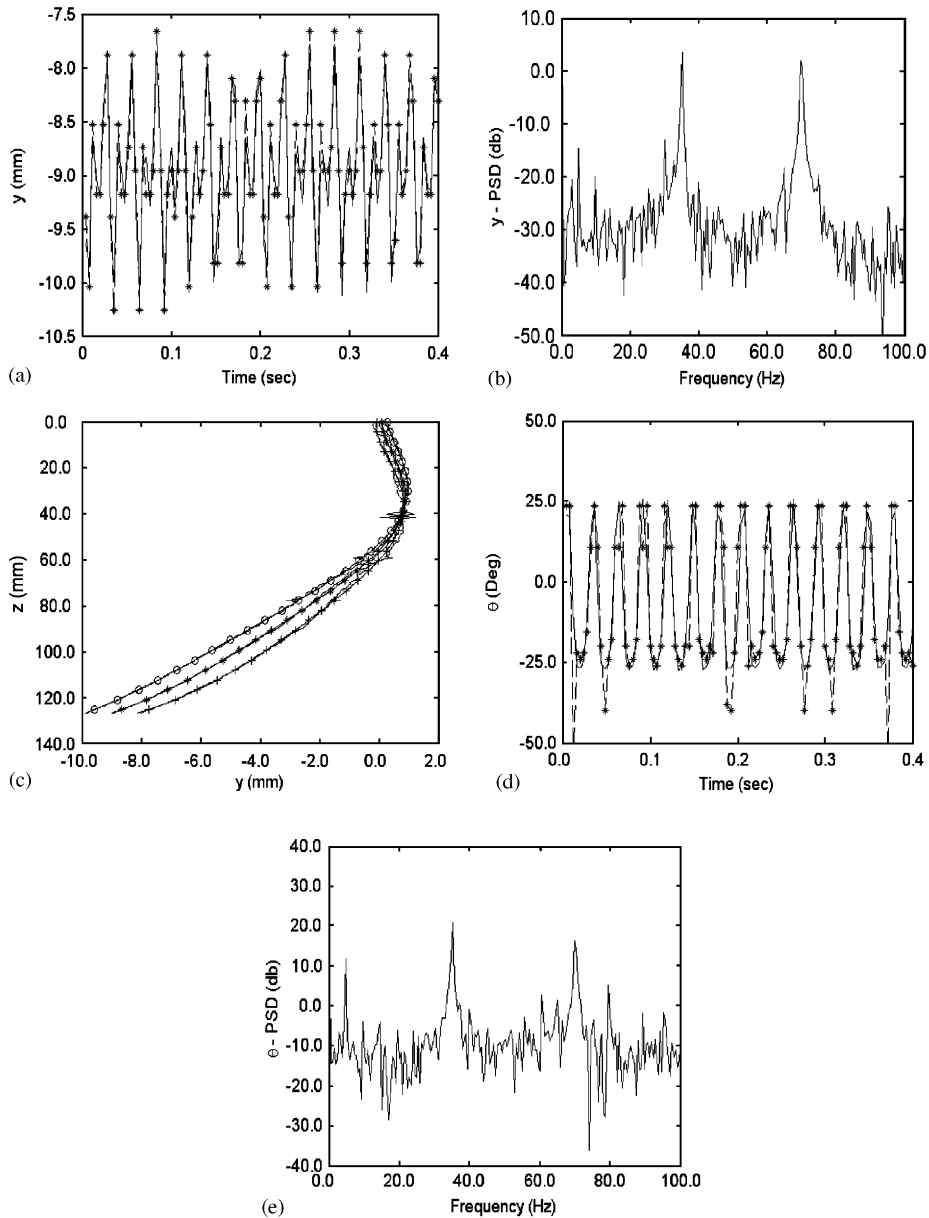 -7.5
-8.0
-8.5
-9.0
-9.5
-10.0
-10.5
y (mm)
0 0.1 0.2 0.3 0.4
Time (sec)
(a)
10.0
0.0
-10.0
-20.0
-30.0
-40.0
-50.0
y - PSD (db)
0.0 20.0 40.0 60.0 80.0 100.0
Frequency (Hz)
(b)
0.0
20.0
40.0
60.0
80.0
100.0
120.0
140.0
z (mm)
-10.0 -8.0 -6.0 -4.0 -2.0 0.0 2.0
y (mm)
(c)
50.0
25.0
0.0
-25.0
-50.0
θ (Deg)
0.0 0.1 0.2 0.3 0.4
Time (sec)
(d)
40.0
30.0
20.0
10.0
0.0
-10.0
-20.0
-30.0
-40.0
θ - PSD (db)
0.0 20.0 40.0 60.0 80.0 100.0
Frequency (Hz)
(e)